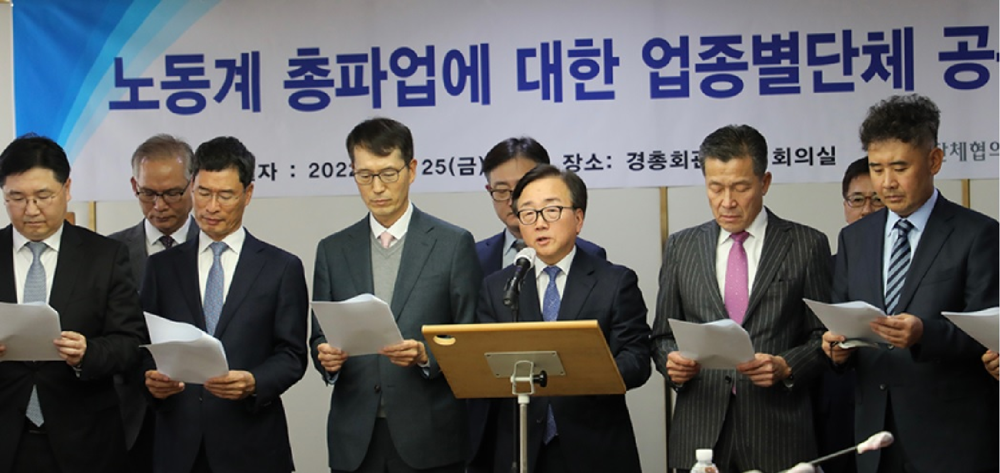 노동계 총파업에 대한 업종별단체 공
자 : 2022 25(금) 장소: 경총회관 회의실 단체협의